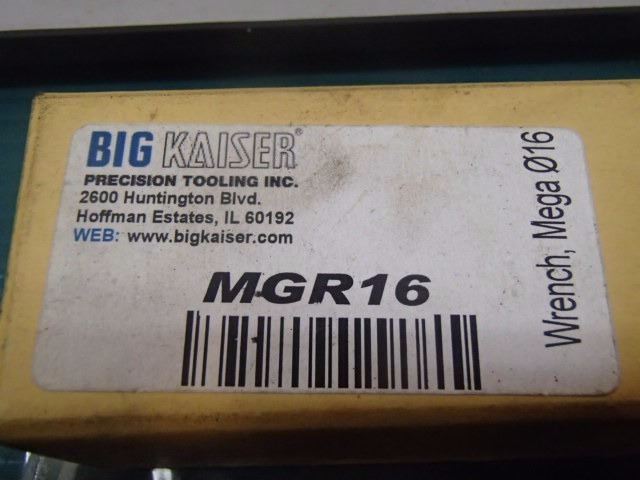 BIG KAISER®
PRECISION TOOLING INC.
2600 Huntington Blvd.
Hoffman Estates, IL 60192
WEB: www.bigkaiser.com
MGR16
Wrench, Mega Ø16